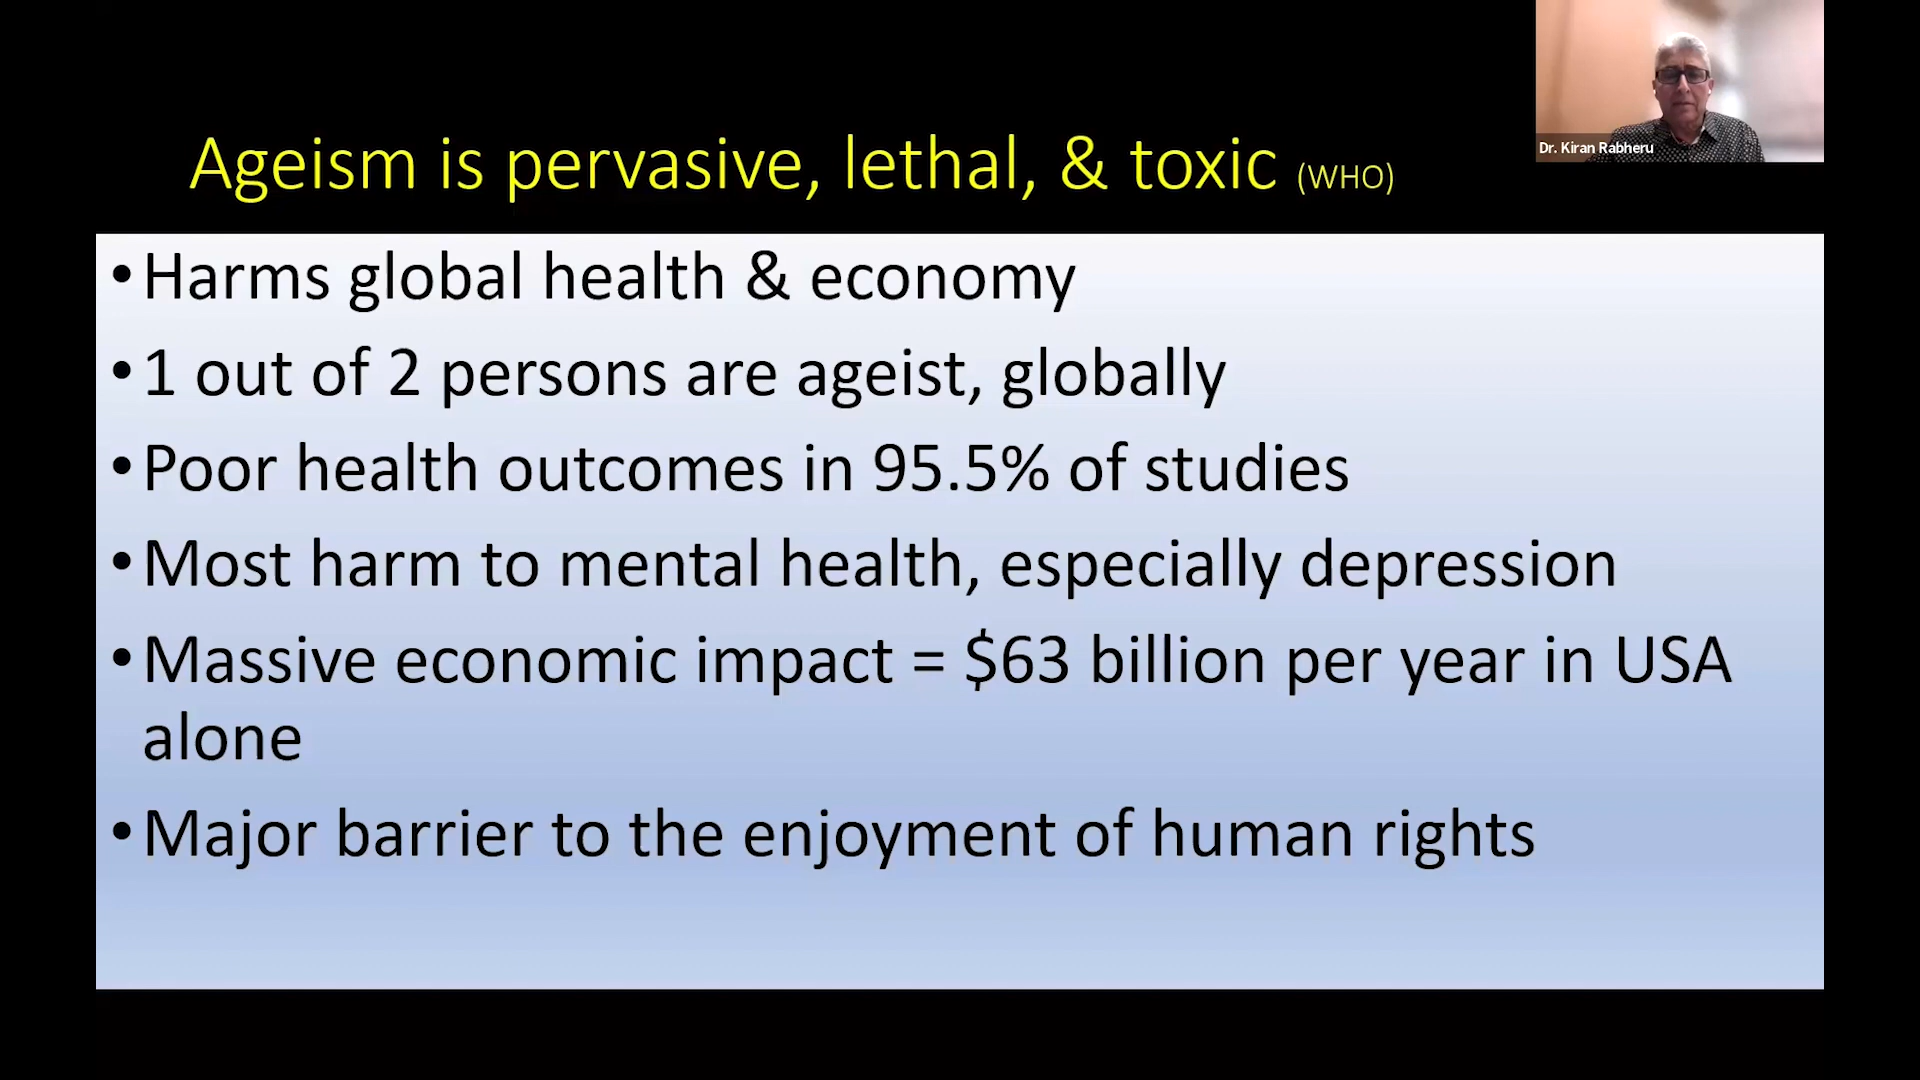 Dr. Kiran Rabheru
Ageism is pervasive, lethal, & toxic (WHO)
•Harms global health & economy
•1 out of 2 persons are ageist, globally
•Poor health outcomes in 95.5% of studies
•Most harm to mental health, especially depression
•Massive economic impact = $63 billion per year in USA
alone
•Major barrier to the enjoyment of human rights